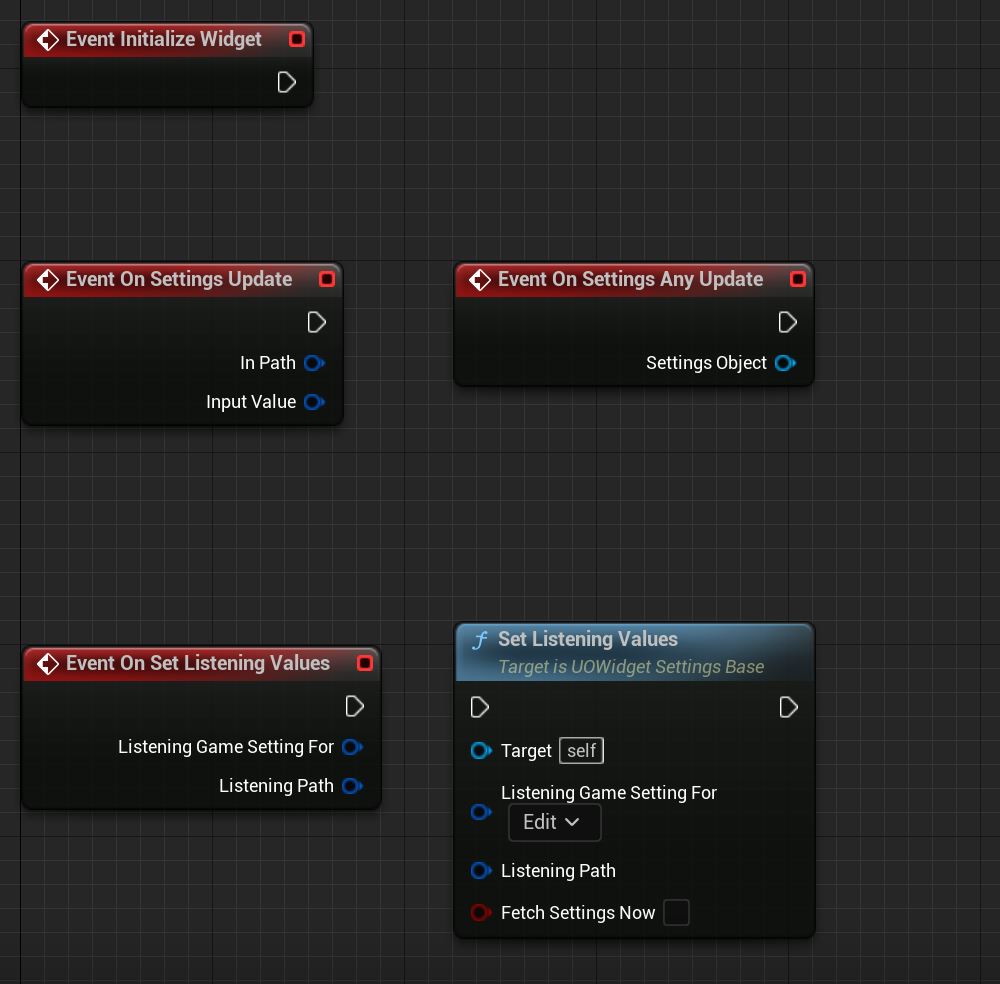 Event Initialize Widget
Event On Settings Update
In Path
Input Value
Event On Settings Any Update
Settings Object
Event On Set Listening Values
Listening Game Setting For
Listening Path
f Set Listening Values
Target is UOWidget Settings Base
Target self
Listening Game Setting For
Edit
Listening Path
Fetch Settings Now